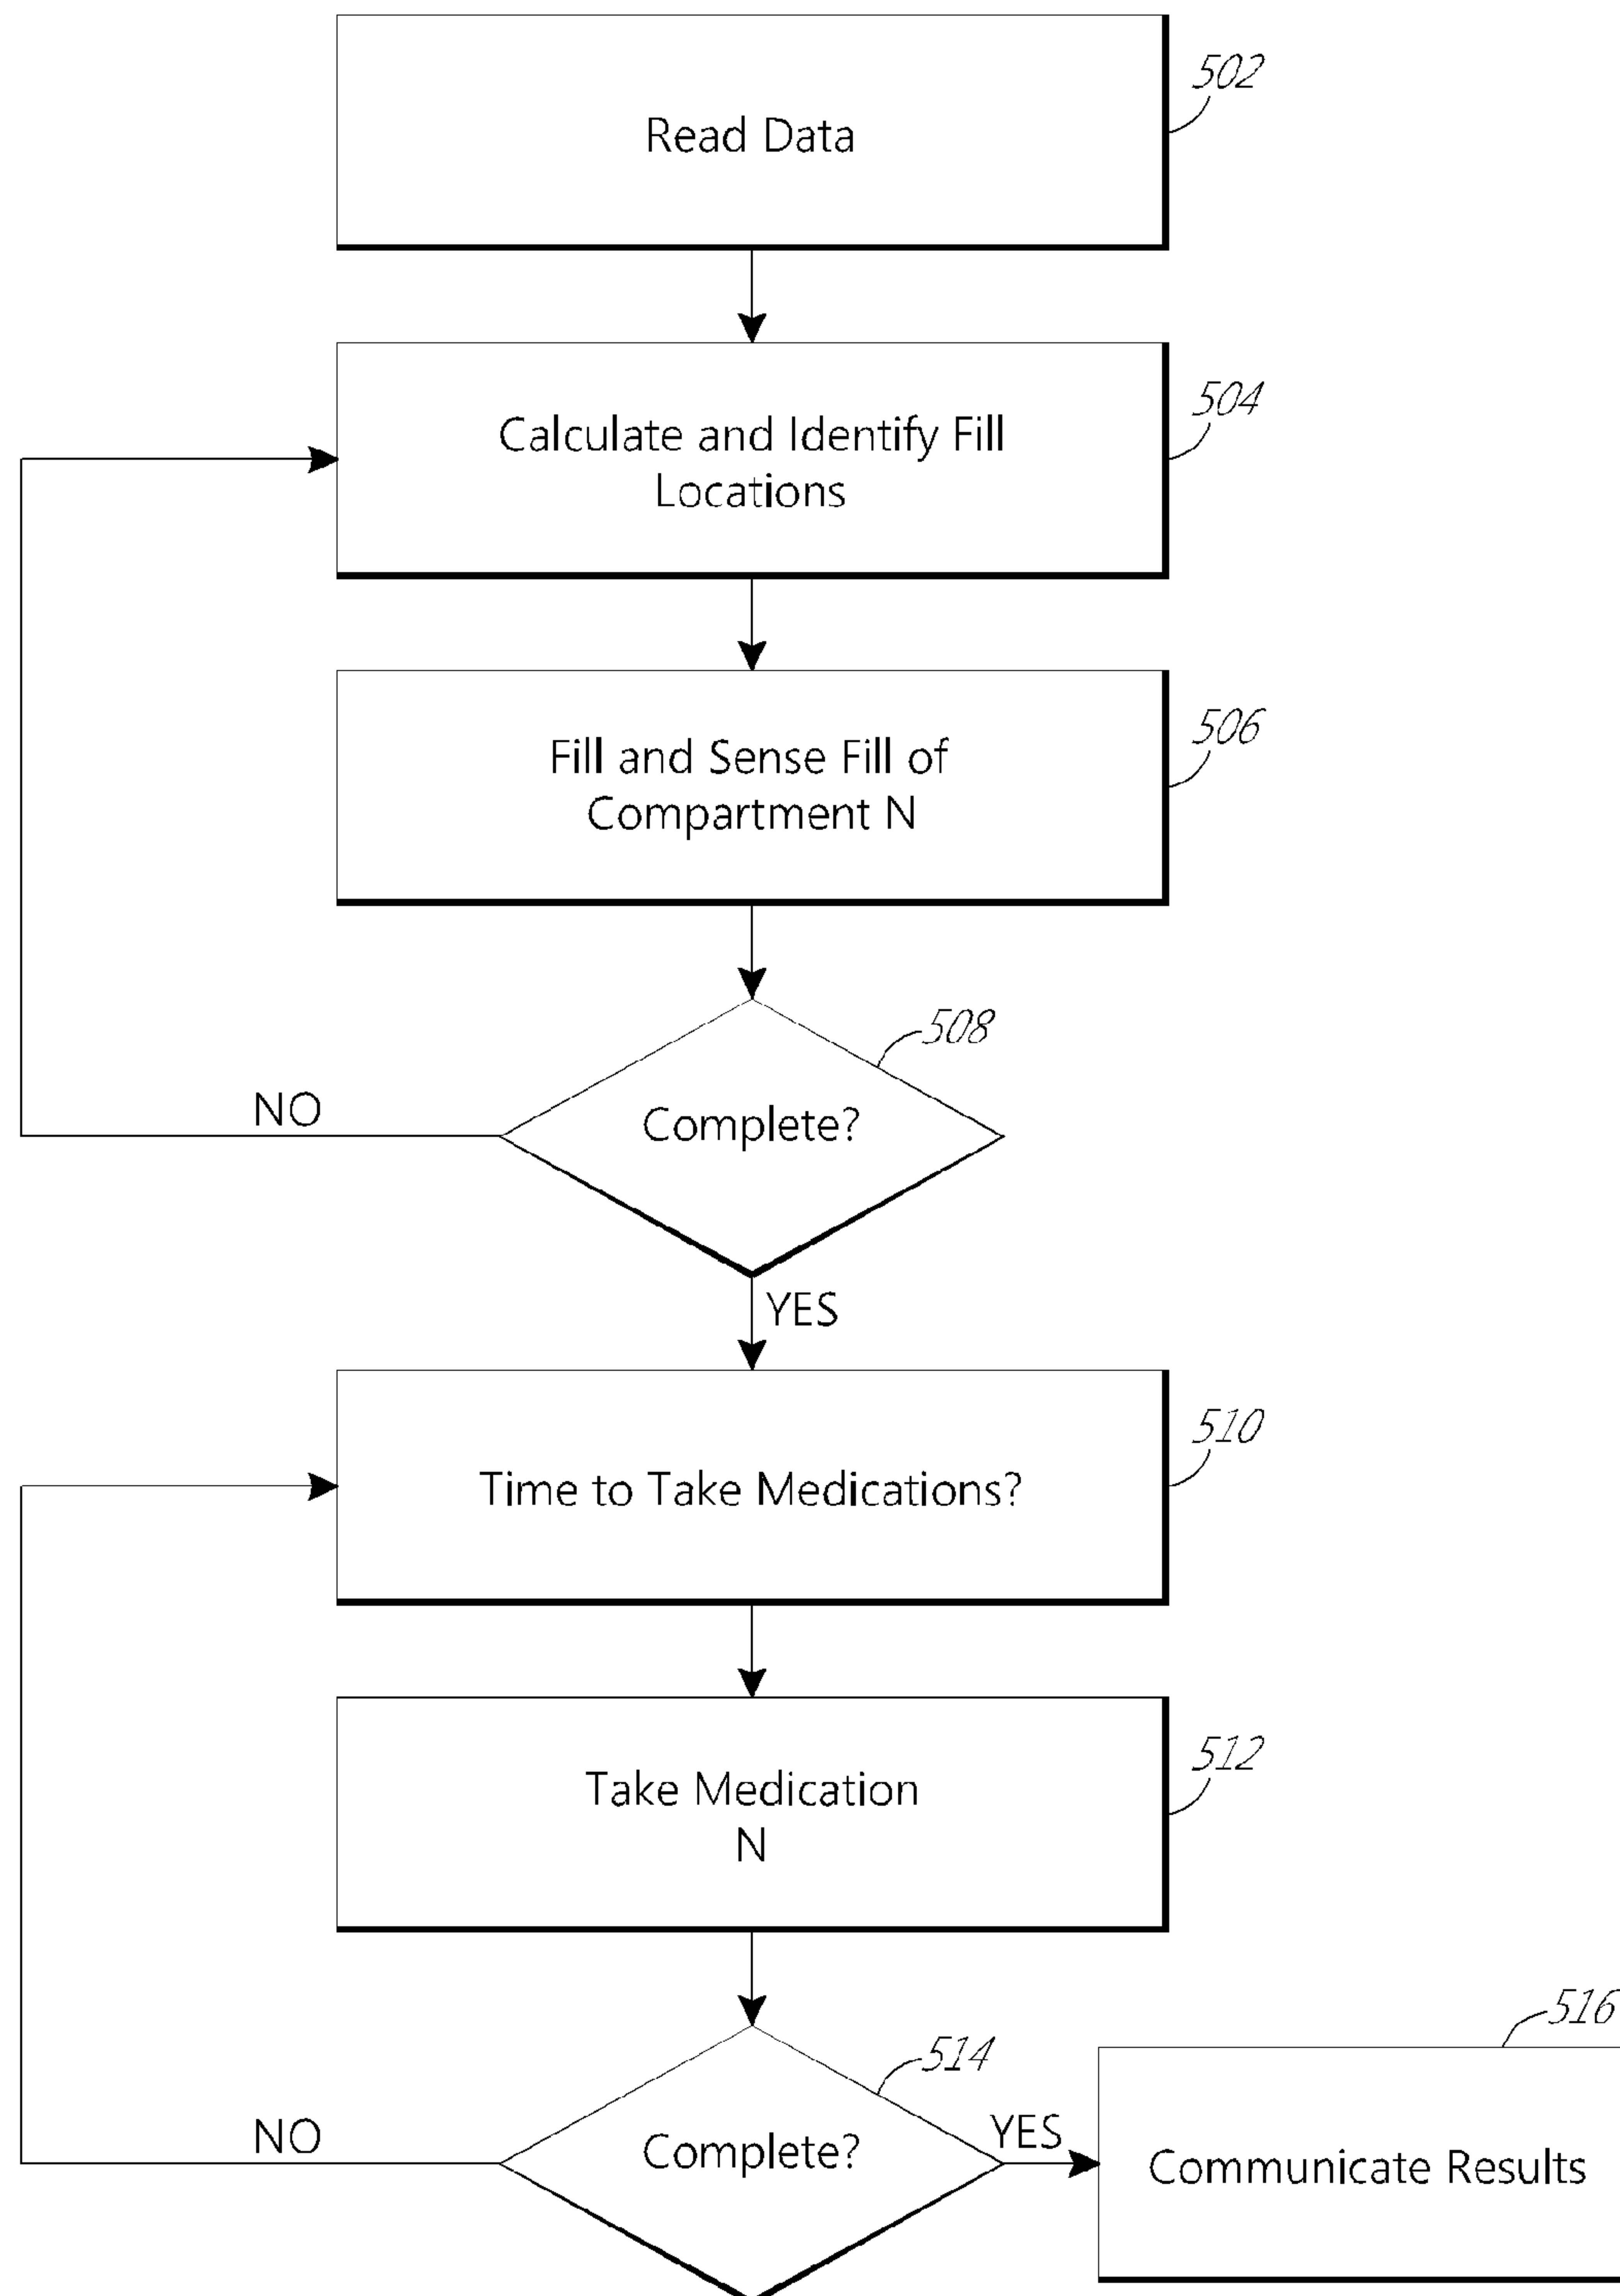 502
Read Data
504
Calculate and Identify Fill
Locations
506
Fill and Sense Fill of
Compartment N
508
Complete?
NO
YES
510
Time to Take Medications?
512
Take Medication
N
516
514
Complete?
NO
YES
Communicate Results